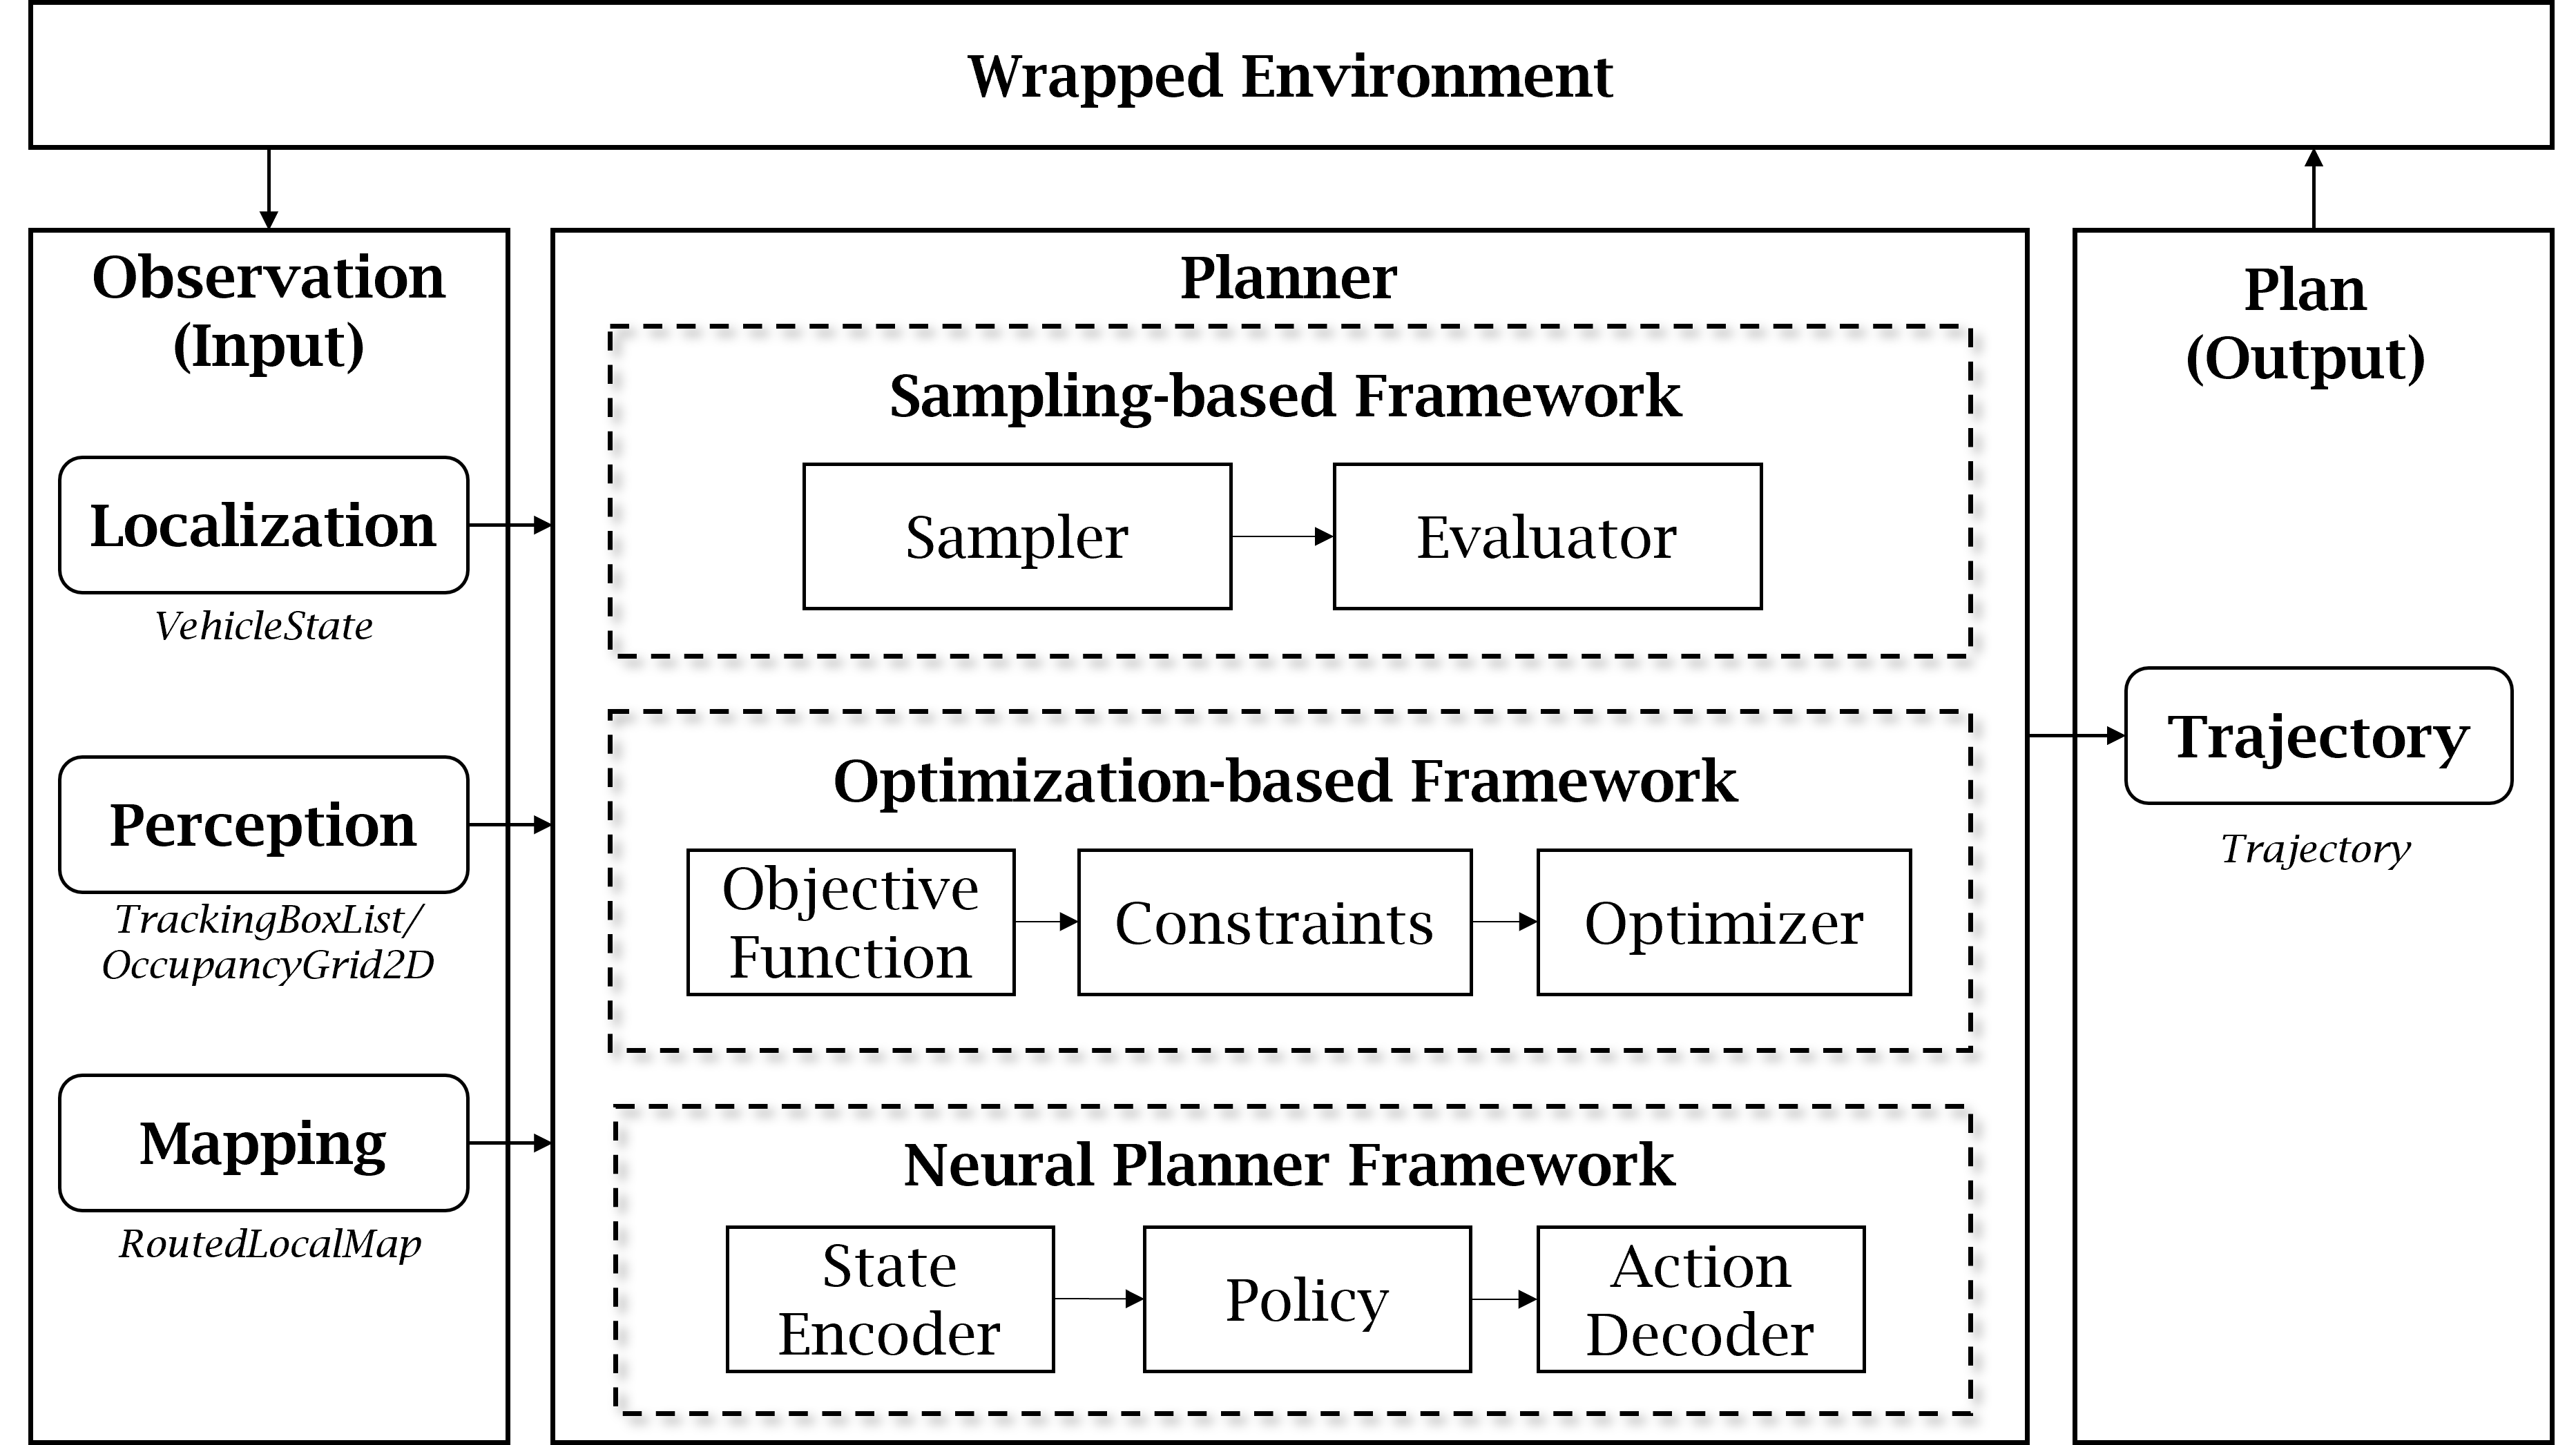 Wrapped Environment
Observation
(Input)
Localization
VehicleState
Perception
TrackingBoxList/
OccupancyGrid2D
Mapping
RoutedLocalMap
Planner
Sampling-based Framework
Sampler
Evaluator
Optimization-based Framework
Objective
Function
Constraints
Optimizer
Neural Planner Framework
State
Encoder
Policy
Action
Decoder
Plan
(Output)
Trajectory
Trajectory